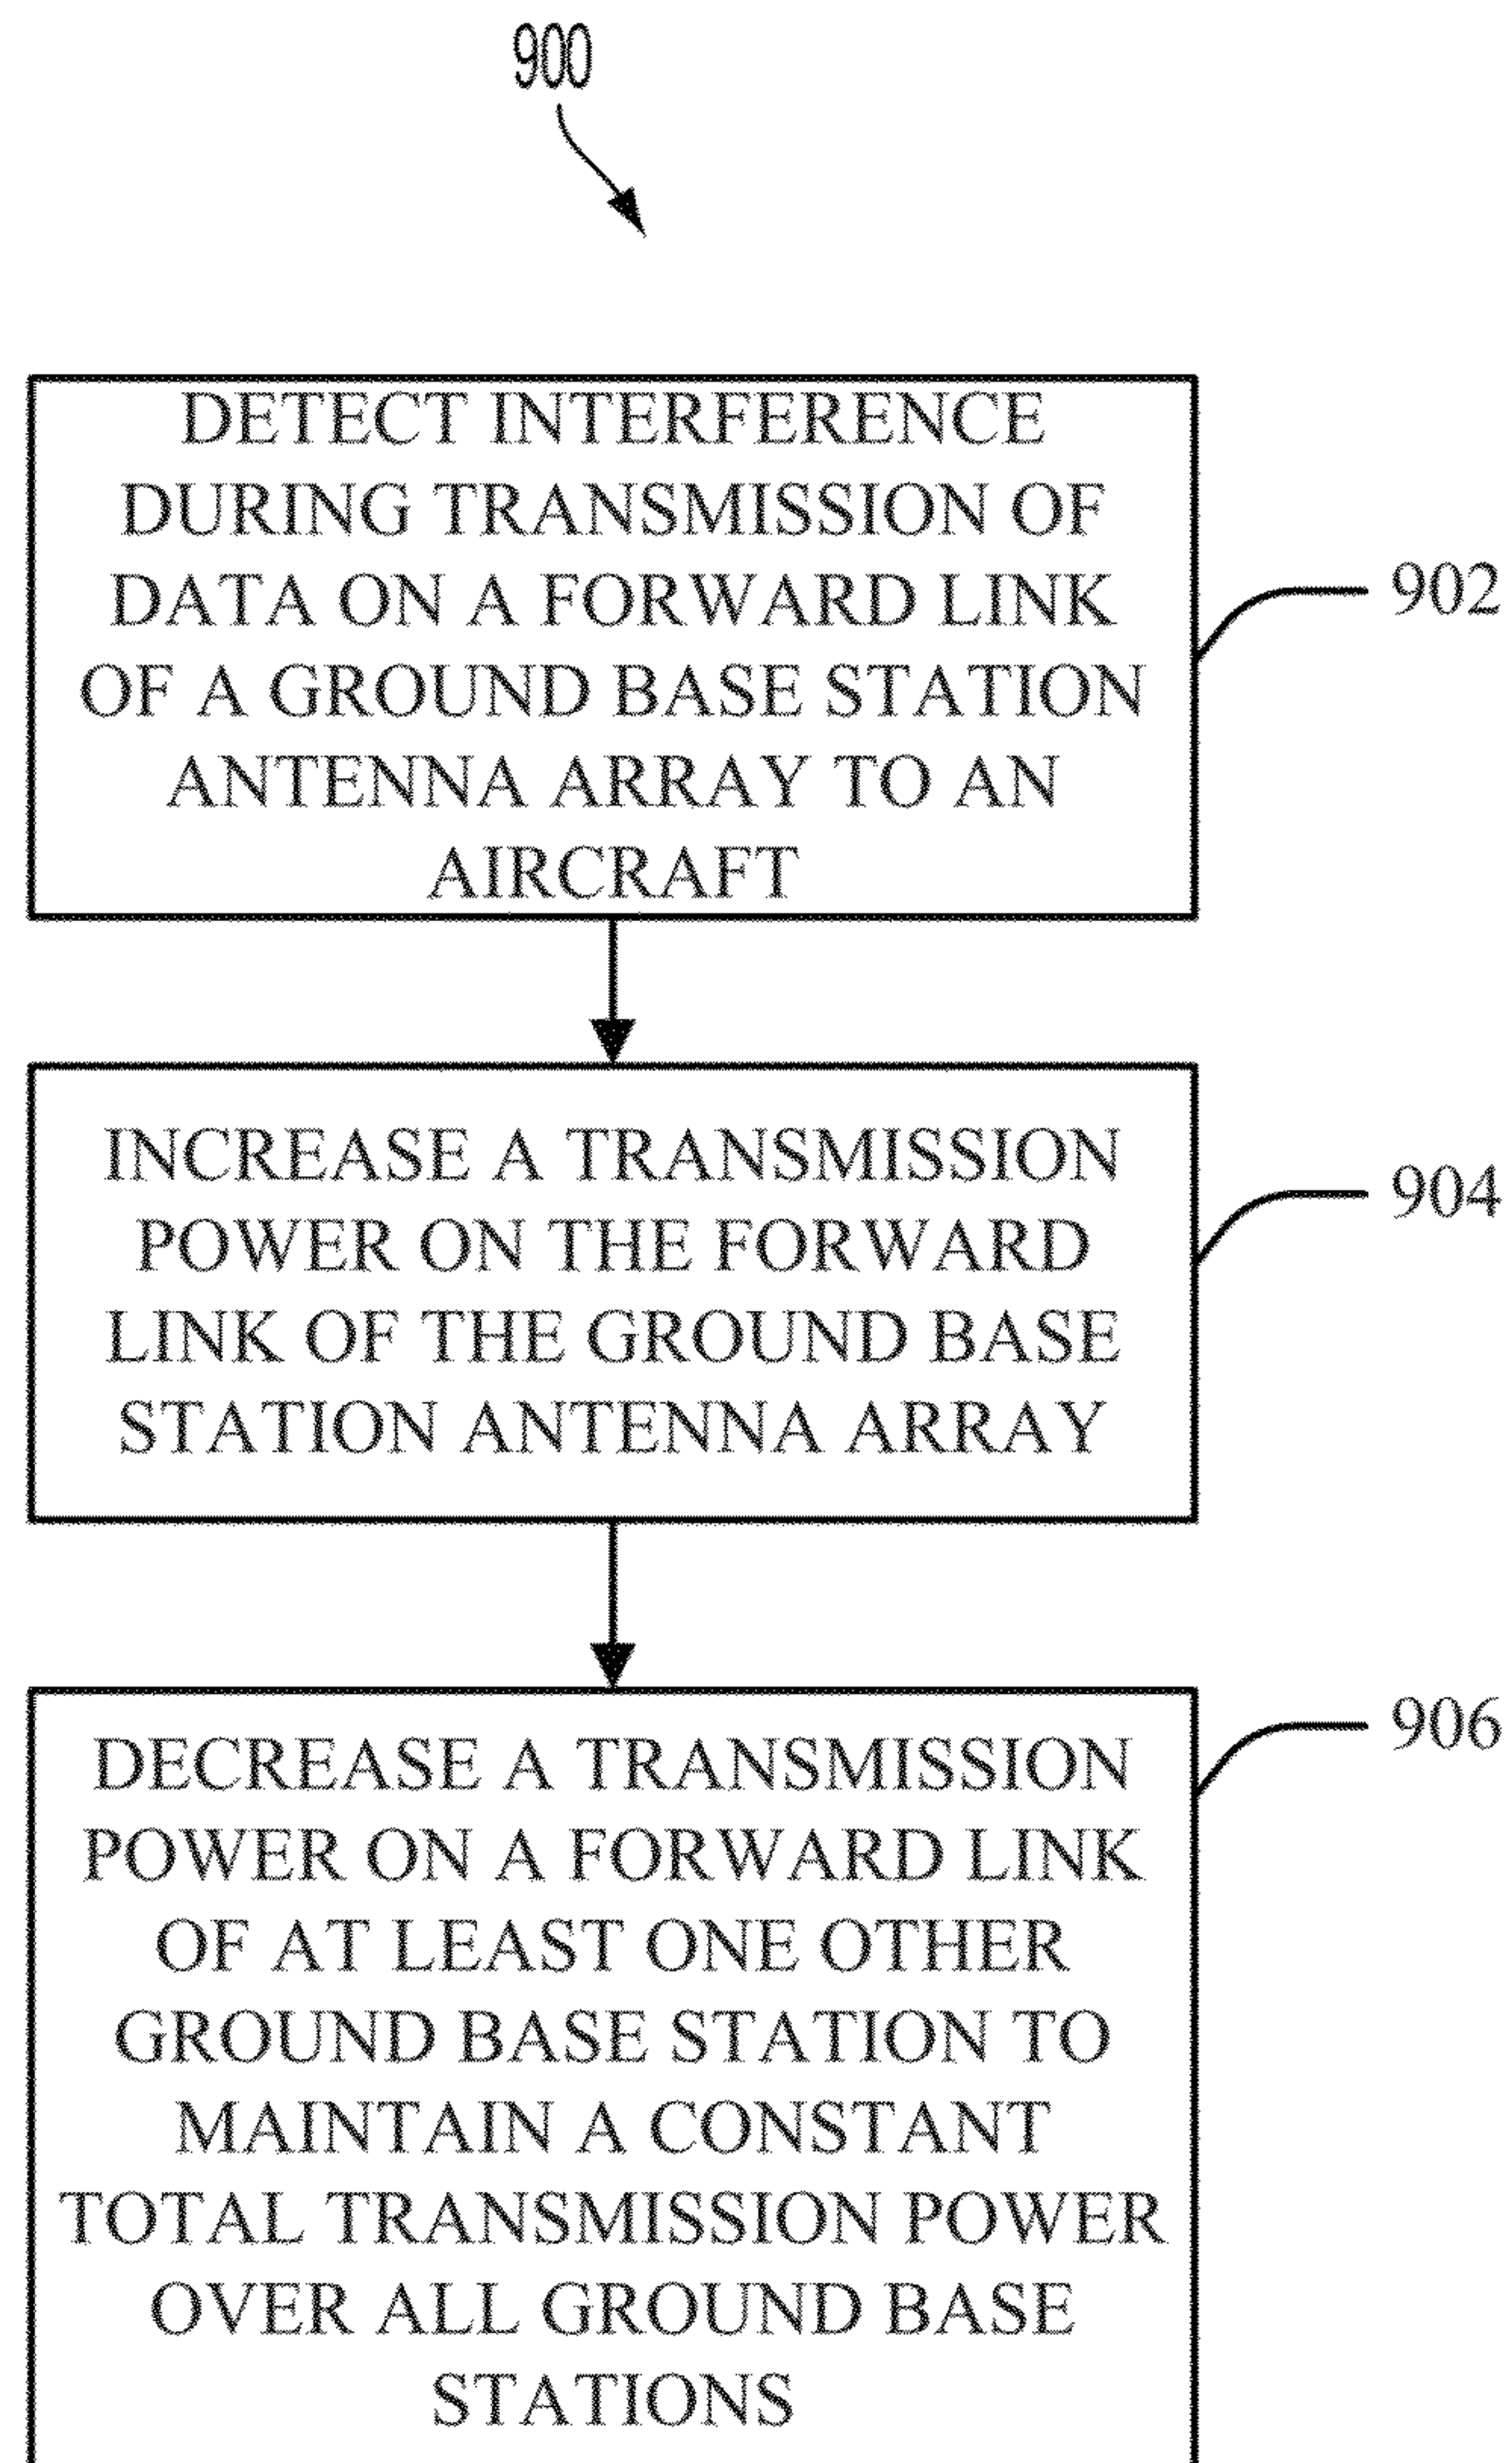 900
DETECT INTERFERENCE
DURING TRANSMISSION OF
DATA ON A FORWARD LINK
OF A GROUND BASE STATION
ANTENNA ARRAY TO AN
AIRCRAFT
902
INCREASE A TRANSMISSION
POWER ON THE FORWARD
LINK OF THE GROUND BASE
STATION ANTENNA ARRAY
904
DECREASE A TRANSMISSION
POWER ON A FORWARD LINK
OF AT LEAST ONE OTHER
GROUND BASE STATION TO
MAINTAIN A CONSTANT
TOTAL TRANSMISSION POWER
OVER ALL GROUND BASE
STATIONS
906